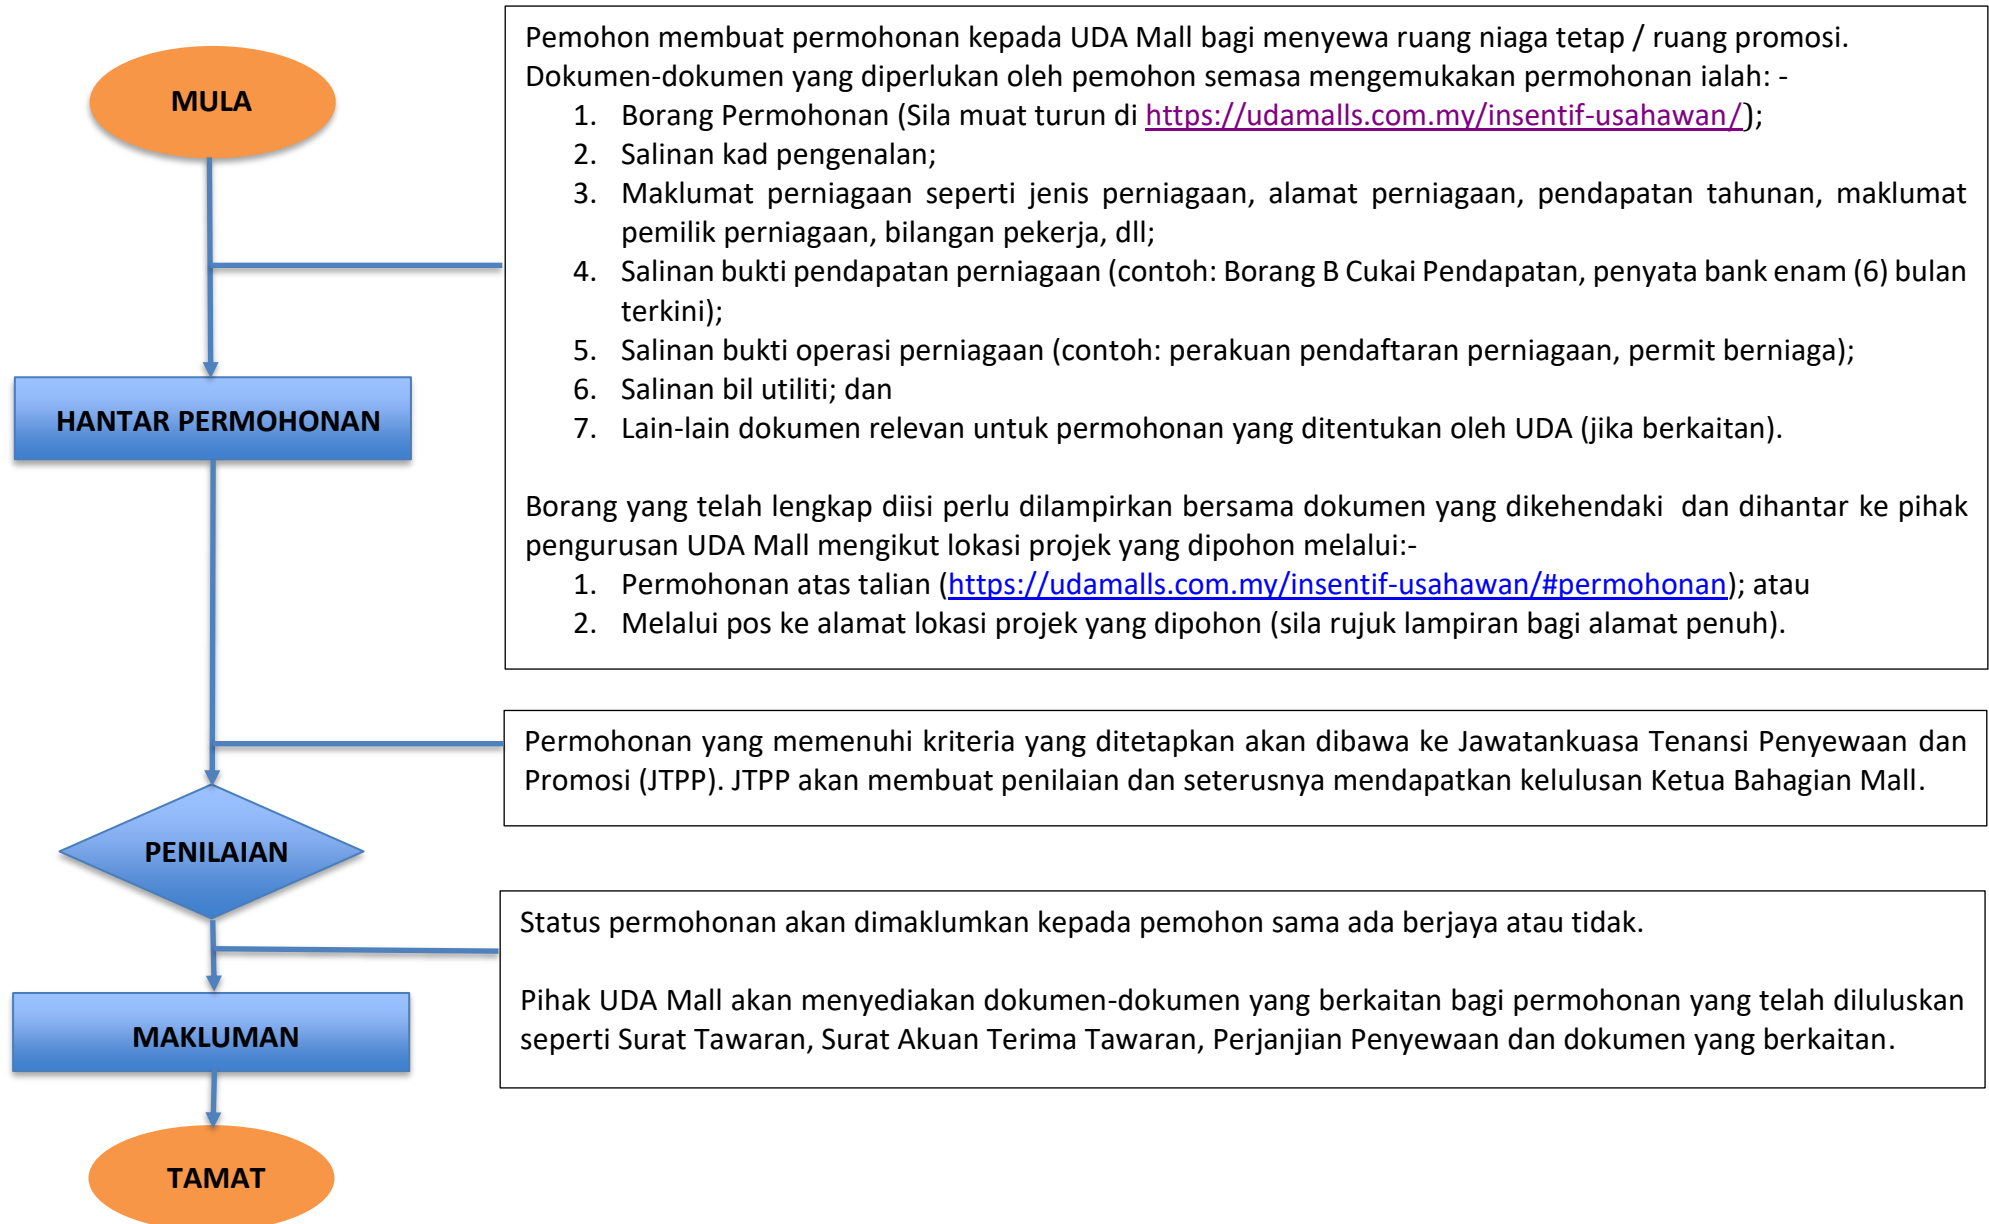 MULA
Pemohon membuat permohonan kepada UDA Mall bagi menyewa ruang niaga tetap / ruang promosi.
Dokumen-dokumen yang diperlukan oleh pemohon semasa mengemukakan permohonan ialah: -
1. Borang Permohonan (Sila muat turun di https://udamalls.com.my/insentif-usahawan/);
2. Salinan kad pengenalan;
3. Maklumat perniagaan seperti jenis perniagaan, alamat perniagaan, pendapatan tahunan, maklumat
pemilik perniagaan, bilangan pekerja, dll;
4. Salinan bukti pendapatan perniagaan (contoh: Borang B Cukai Pendapatan, penyata bank enam (6) bulan
terkini);
5. Salinan bukti operasi perniagaan (contoh: perakuan pendaftaran perniagaan, permit berniaga);
6. Salinan bil utiliti; dan
7. Lain-lain dokumen relevan untuk permohonan yang ditentukan oleh UDA (jika berkaitan).
Borang yang telah lengkap diisi perlu dilampirkan bersama dokumen yang dikehendaki dan dihantar ke pihak
pengurusan UDA Mall mengikut lokasi projek yang dipohon melalui:-
1. Permohonan atas talian (https://udamalls.com.my/insentif-usahawan/#permohonan); atau
2. Melalui pos ke alamat lokasi projek yang dipohon (sila rujuk lampiran bagi alamat penuh).
HANTAR PERMOHONAN
Permohonan yang memenuhi kriteria yang ditetapkan akan dibawa ke Jawatankuasa Tenansi Penyewaan dan
Promosi (JTPP). JTPP akan membuat penilaian dan seterusnya mendapatkan kelulusan Ketua Bahagian Mall.
PENILAIAN
Status permohonan akan dimaklumkan kepada pemohon sama ada berjaya atau tidak.
Pihak UDA Mall akan menyediakan dokumen-dokumen yang berkaitan bagi permohonan yang telah diluluskan
seperti Surat Tawaran, Surat Akuan Terima Tawaran, Perjanjian Penyewaan dan dokumen yang berkaitan.
MAKLUMAN
TAMAT